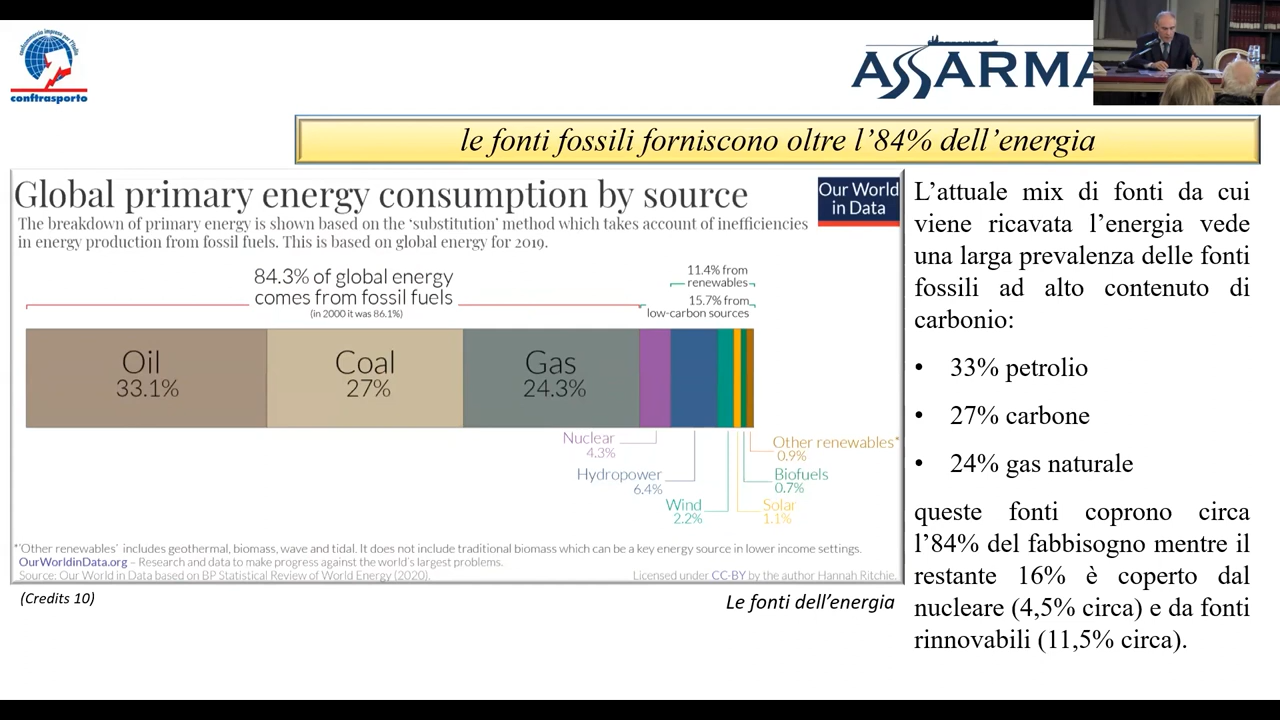 conftrasporto
ASSARMA
le fonti fossili forniscono oltre l’84% dell’energia
Global primary energy consumption by source
Our World
in Data
The breakdown of primary energy is shown based on the ‘substitution’ method which takes account of inefficiencies
in energy production from fossil fuels. This is based on global energy for 2019.
84.3% of global energy
comes from fossil fuels
(in 2000 it was 86.1%)
11.4% from
renewables
15.7% from
low-carbon sources
Oil
33.1%
Coal
27%
Gas
24.3%
Nuclear
4.3%
Hydropower
6.4%
Wind
2.2%
Other renewables*
0.9%
Biofuels
0.7%
Solar
1.1%
*‘Other renewables’ includes geothermal, biomass, wave and tidal. It does not include traditional biomass which can be a key energy source in lower income settings.
OurWorldinData.org – Research and data to make progress against the world’s largest problems.
Source: Our World in Data based on BP Statistical Review of World Energy (2020).
Licensed under CC-BY by the author Hannah Ritchie.
(Credits 10)
Le fonti dell’energia
L’attuale mix di fonti da cui
viene ricavata l’energia vede
una larga prevalenza delle fonti
fossili ad alto contenuto di
carbonio:
• 33% petrolio
• 27% carbone
• 24% gas naturale
queste fonti coprono circa
l’84% del fabbisogno mentre il
restante 16% è coperto dal
nucleare (4,5% circa) e da fonti
rinnovabili (11,5% circa).